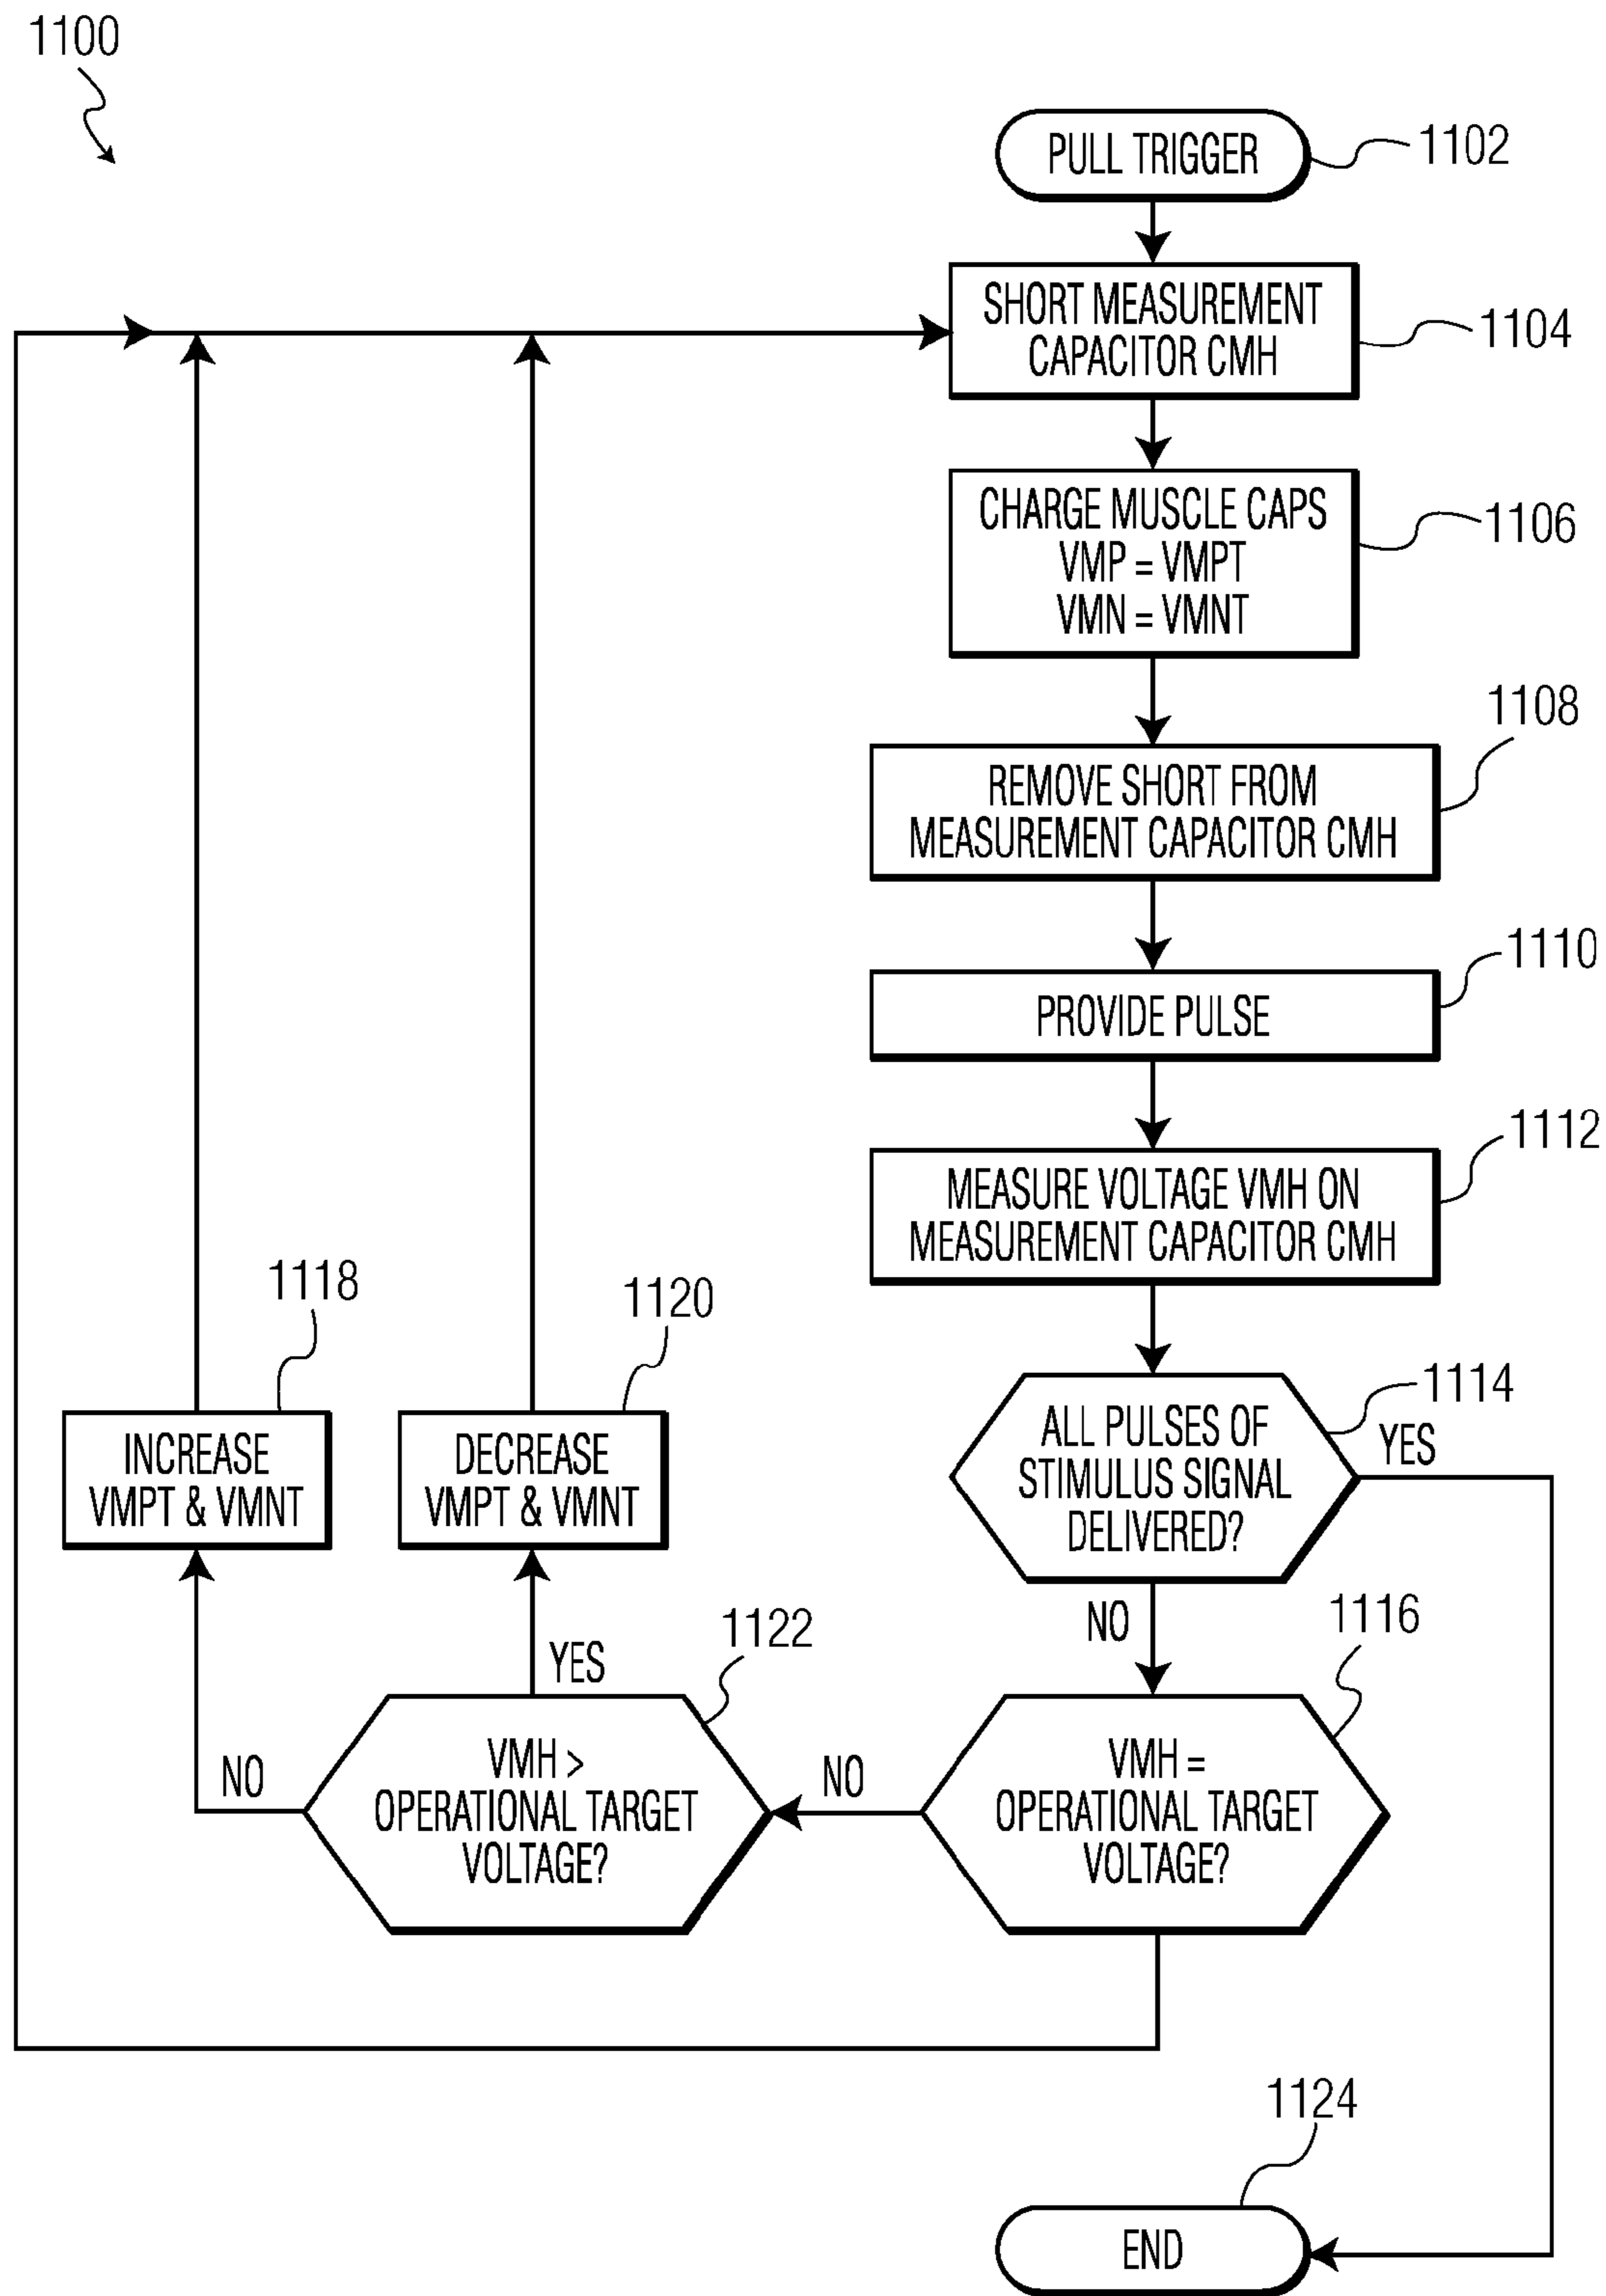 1100
PULL TRIGGER
1102
SHORT MEASUREMENT
CAPACITOR CMH
1104
CHARGE MUSCLE CAPS
VMP = VMPT
VMN = VMNT
1106
REMOVE SHORT FROM
MEASUREMENT CAPACITOR CMH
1108
PROVIDE PULSE
1110
MEASURE VOLTAGE VMH ON
MEASUREMENT CAPACITOR CMH
1112
ALL PULSES OF
STIMULUS SIGNAL
DELIVERED?
1114
YES
NO
VMH =
OPERATIONAL TARGET
VOLTAGE?
1116
NO
VMH >
OPERATIONAL TARGET
VOLTAGE?
1122
YES
NO
DECREASE
VMPT & VMNT
1120
INCREASE
VMPT & VMNT
1118
1124
END